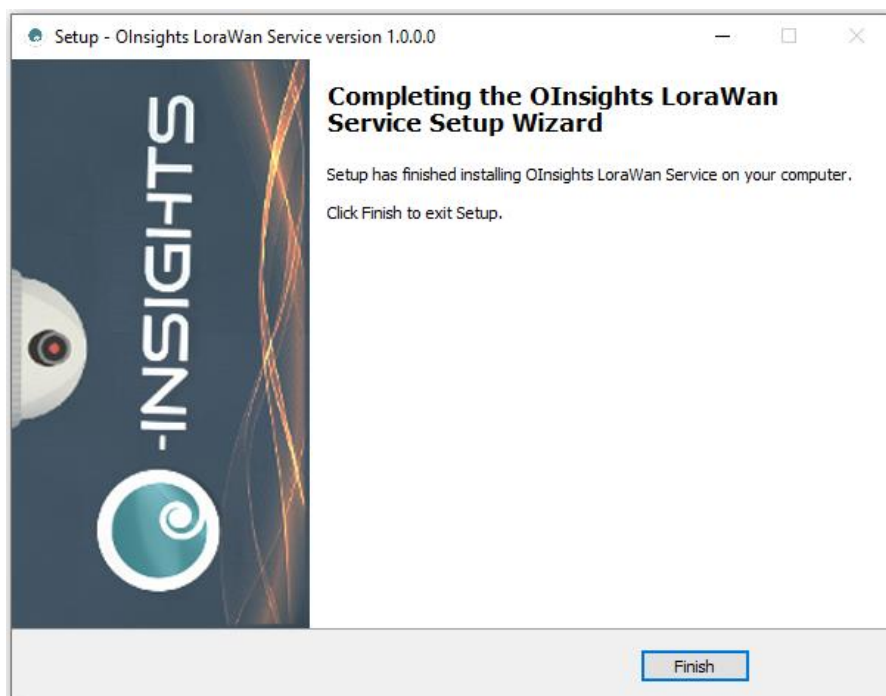 Setup - OInsights LoraWan Service version 1.0.0.0
-INSIGHTS
Completing the OInsights LoraWan
Service Setup Wizard
Setup has finished installing OInsights LoraWan Service on your computer.
Click Finish to exit Setup.
Finish